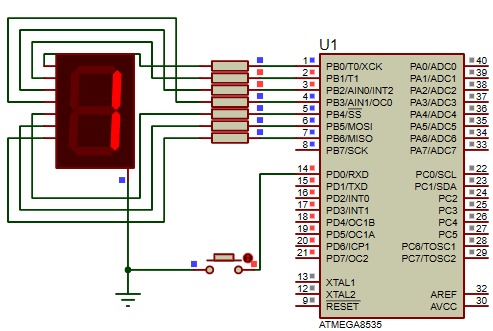 U1
1 PB0/T0/XCK PA0/ADC0 40
2 PB1/T1 PA1/ADC1 39
3 PB2/AIN0/INT2 PA2/ADC2 38
4 PB3/AIN1/OC0 PA3/ADC3 37
5 PB4/SS PA4/ADC4 36
6 PB5/MOSI PA5/ADC5 35
7 PB6/MISO PA6/ADC6 34
8 PB7/SCK PA7/ADC7 33
14 PD0/RXD PC0/SCL 22
15 PD1/TXD PC1/SDA 23
16 PD2/INT0 PC2 24
17 PD3/INT1 PC3 25
18 PD4/OC1B PC4 26
19 PD5/OC1A PC5 27
20 PD6/ICP1 PC6/TOSC1 28
21 PD7/OC2 PC7/TOSC2 29
13 XTAL1
12 XTAL2 AREF 32
9 RESET AVCC 30
ATMEGA8535
1